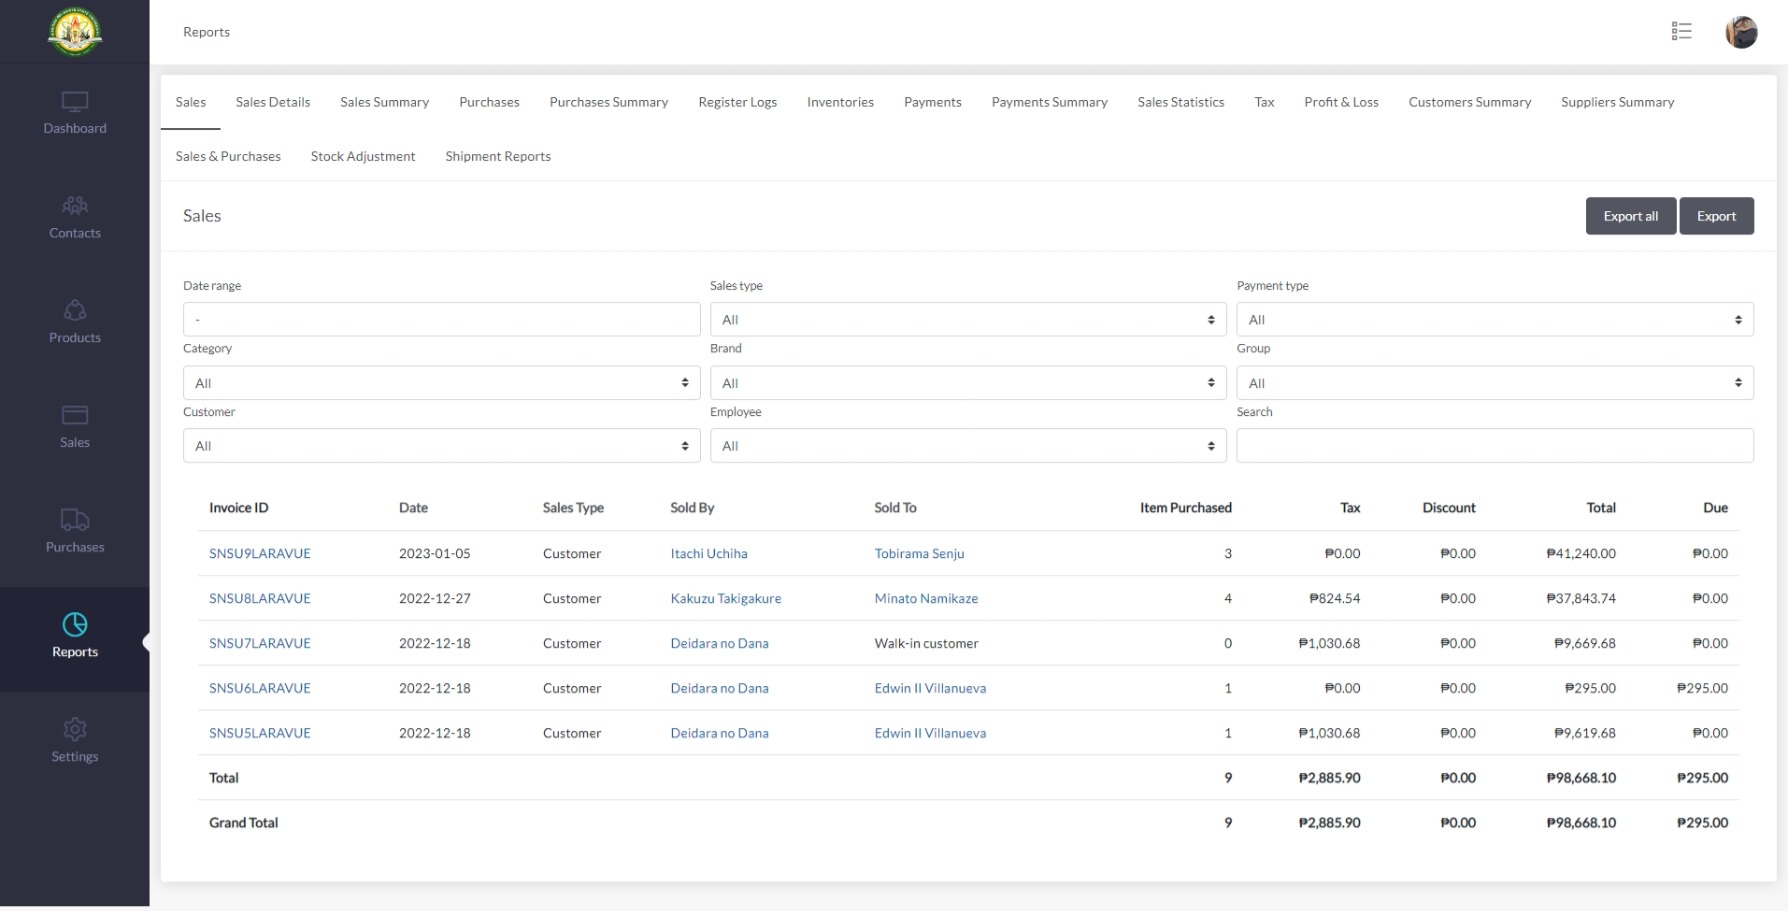 Reports
Dashboard
Contacts
Products
Sales
Purchases
Reports
Settings
Sales Sales Details Sales Summary Purchases Purchases Summary Register Logs Inventories Payments Payments Summary Sales Statistics Tax Profit & Loss Customers Summary Suppliers Summary
Sales & Purchases Stock Adjustment Shipment Reports
Sales Export all Export
Date range Sales type Payment type
- All All
Category Brand Group
All All All
Customer Employee Search
All All
Invoice ID Date Sales Type Sold By Sold To Item Purchased Tax Discount Total Due
SNSU9LARAVUE 2023-01-05 Customer Itachi Uchiha Tobirama Senju 3 ₱0.00 ₱0.00 ₱41,240.00 ₱0.00
SNSU8LARAVUE 2022-12-27 Customer Kakuzu Takigakure Minato Namikaze 4 ₱824.54 ₱0.00 ₱37,843.74 ₱0.00
SNSU7LARAVUE 2022-12-18 Customer Deidara no Dana Walk-in customer 0 ₱1,030.68 ₱0.00 ₱9,669.68 ₱0.00
SNSU6LARAVUE 2022-12-18 Customer Deidara no Dana Edwin II Villanueva 1 ₱0.00 ₱0.00 ₱295.00 ₱295.00
SNSU5LARAVUE 2022-12-18 Customer Deidara no Dana Edwin II Villanueva 1 ₱1,030.68 ₱0.00 ₱9,619.68 ₱0.00
Total 9 ₱2,885.90 ₱0.00 ₱98,668.10 ₱295.00
Grand Total 9 ₱2,885.90 ₱0.00 ₱98,668.10 ₱295.00